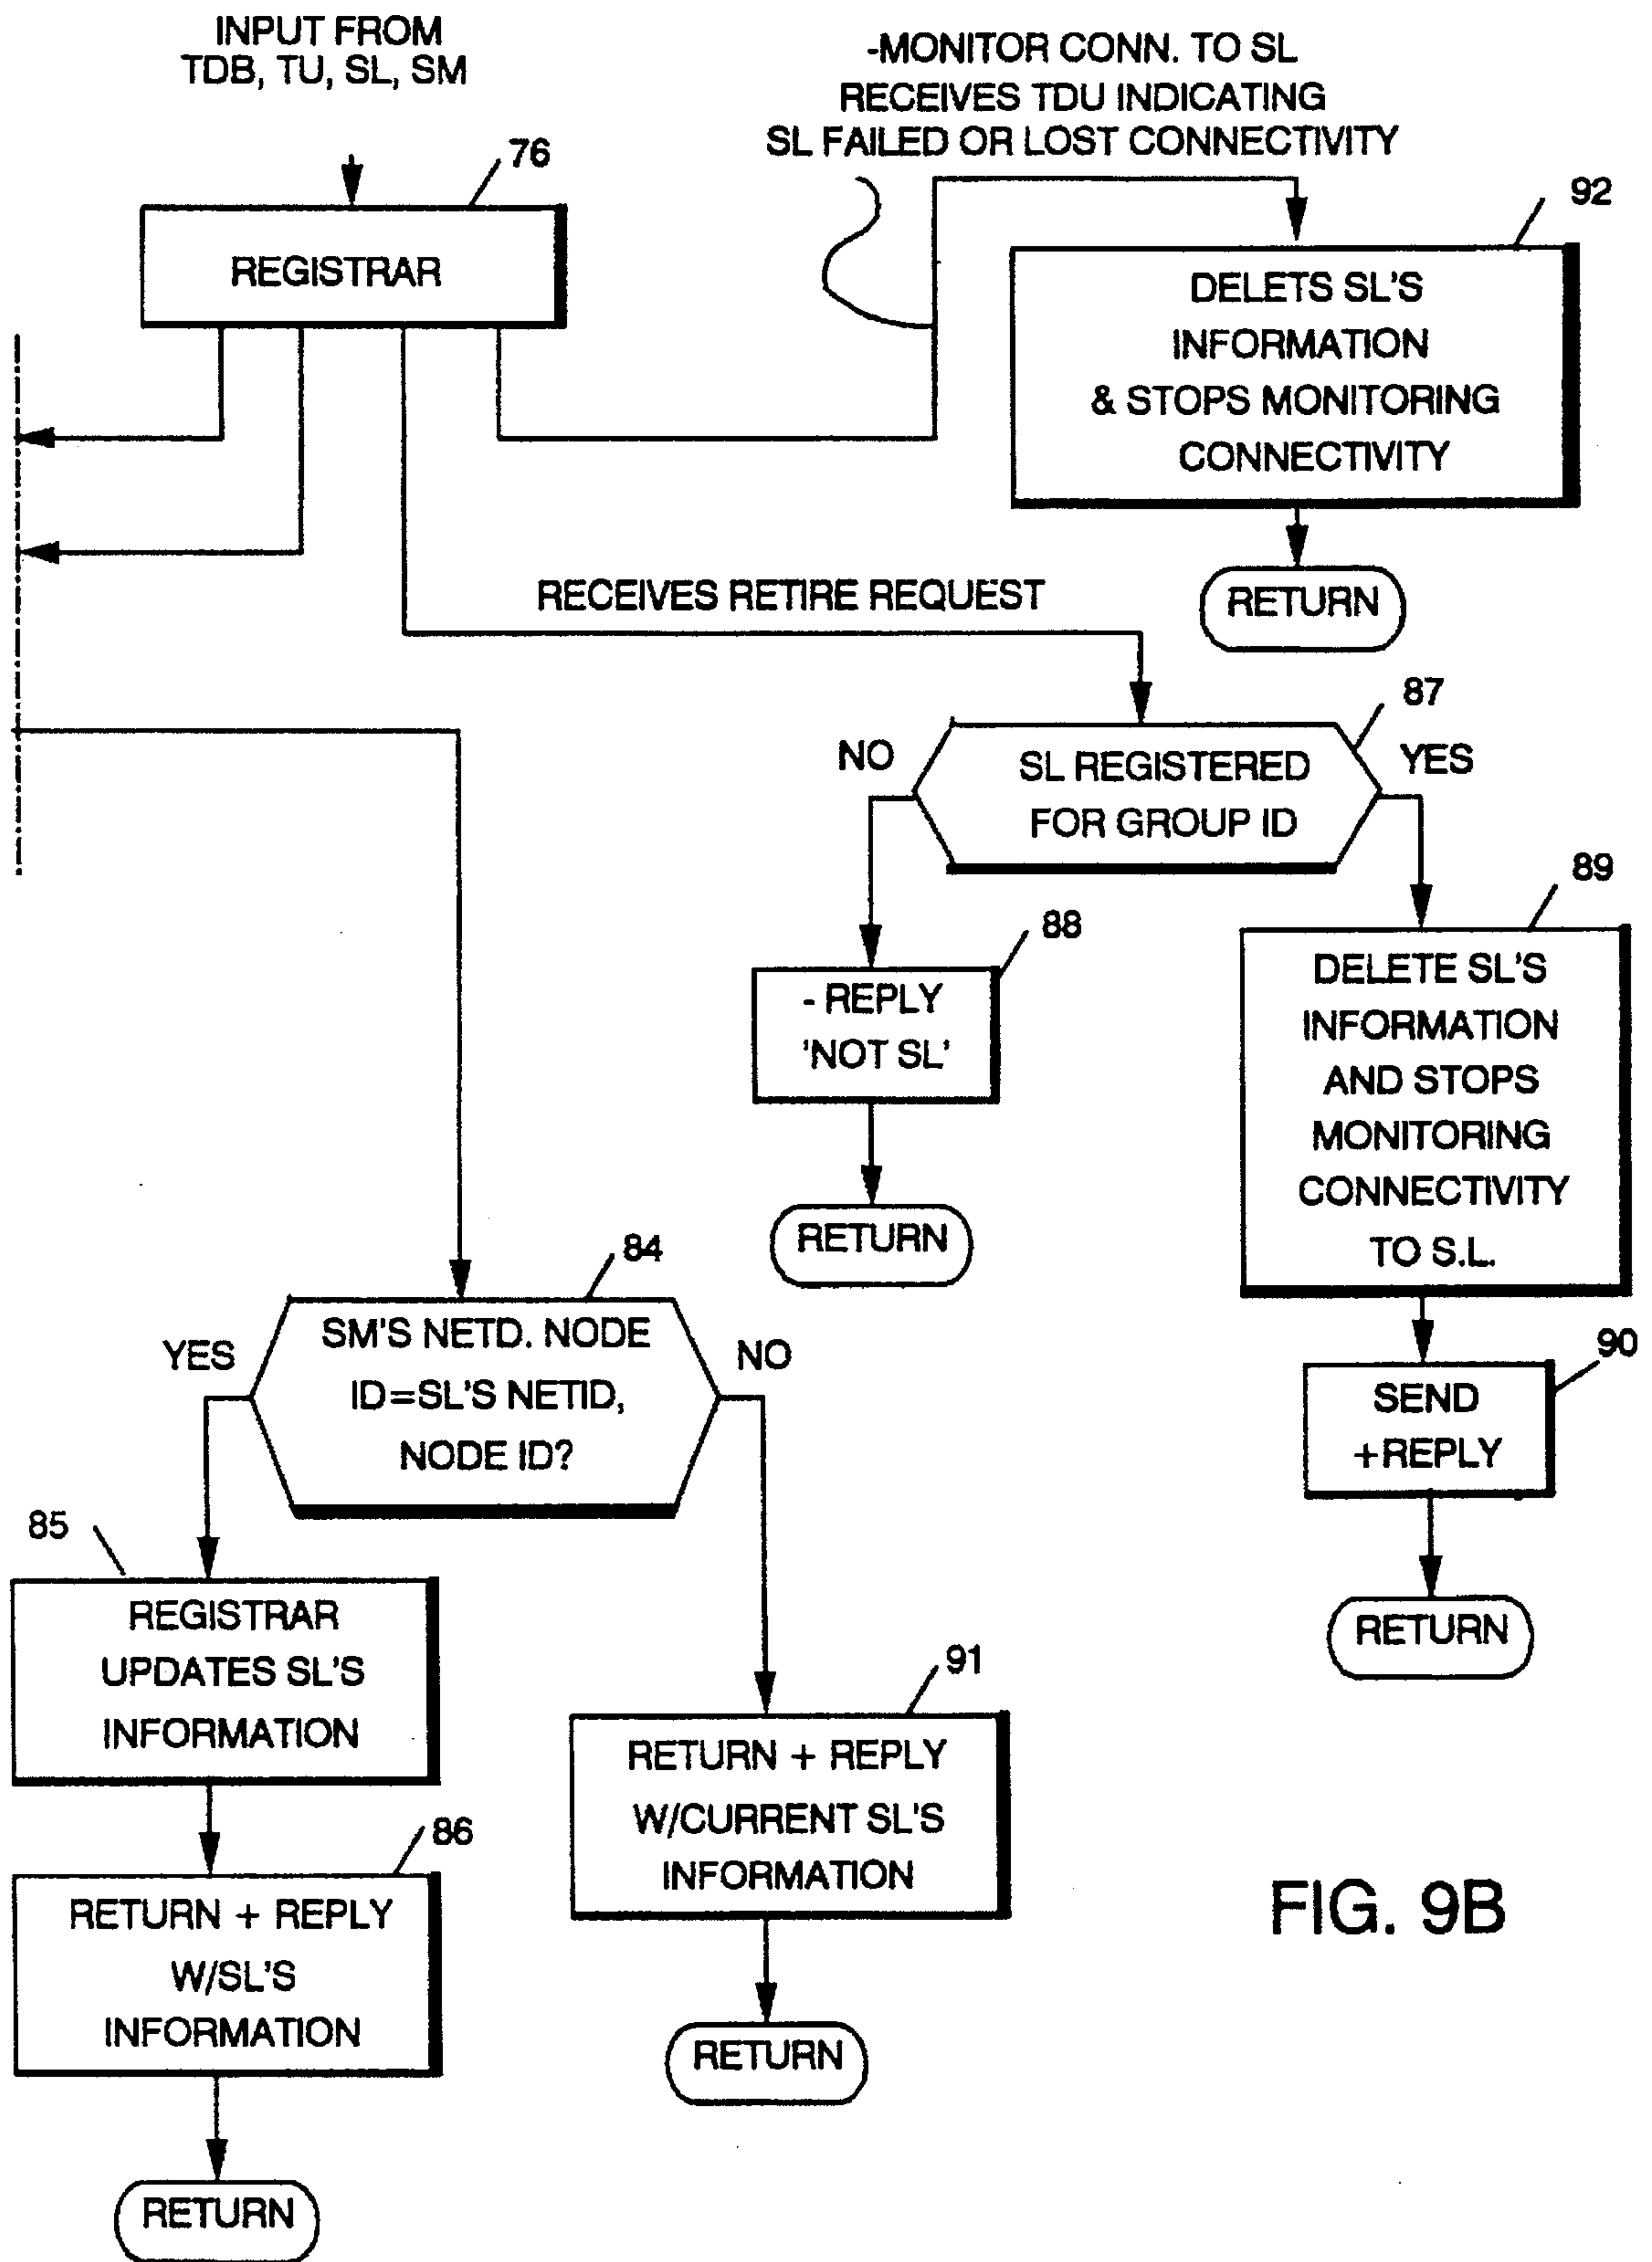 INPUT FROM
TDB, TU, SL, SM
76
REGISTRAR
-MONITOR CONN. TO SL
RECEIVES TDU INDICATING
SL FAILED OR LOST CONNECTIVITY
92
DELETS SL'S
INFORMATION
& STOPS MONITORING
CONNECTIVITY
RETURN
RECEIVES RETIRE REQUEST
87
NO
SL REGISTERED
FOR GROUP ID
YES
88
- REPLY
'NOT SL'
RETURN
89
DELETE SL'S
INFORMATION
AND STOPS
MONITORING
CONNECTIVITY
TO S.L.
90
SEND
+REPLY
RETURN
84
YES
SM'S NETD. NODE
ID=SL'S NETID,
NODE ID?
NO
85
REGISTRAR
UPDATES SL'S
INFORMATION
86
RETURN + REPLY
W/SL'S
INFORMATION
RETURN
91
RETURN + REPLY
W/CURRENT SL'S
INFORMATION
RETURN
FIG. 9B